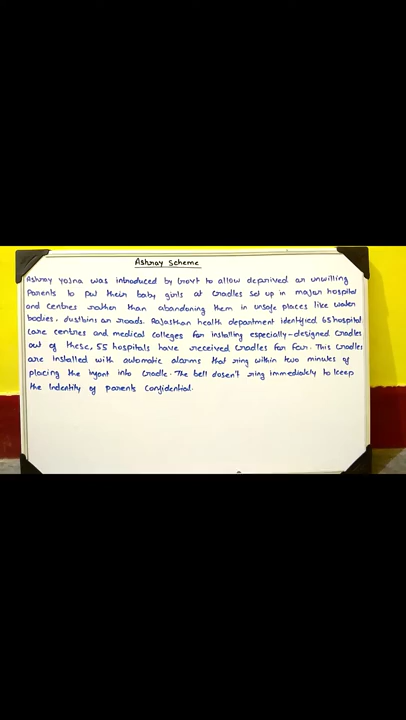 Ashray Scheme
Ashray yojna was introduced by Govt to allow deprived an unwilling
Parents to put their baby girls at cradles set up in major hospital
and centres rather than abandoning them in unsafe places like water
bodies, dustbins an roads. Rajasthan health department identified 65 hospital
care centres and medical colleges for installing especially-designed cradles
out of these, 55 hospitals have received cradles for far. This cradles
are installed with automatic alarms that ring within two minutes of
placing the into cradle. The bell dosen't ring immediately to keep
the Indentity of parents confidential.